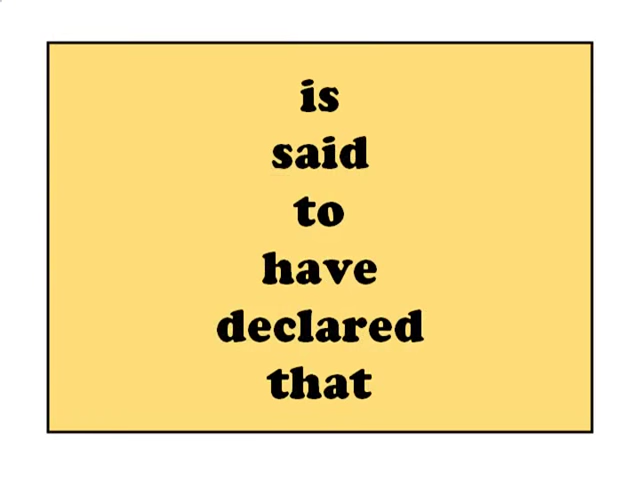 is
said
to
have
declared
that